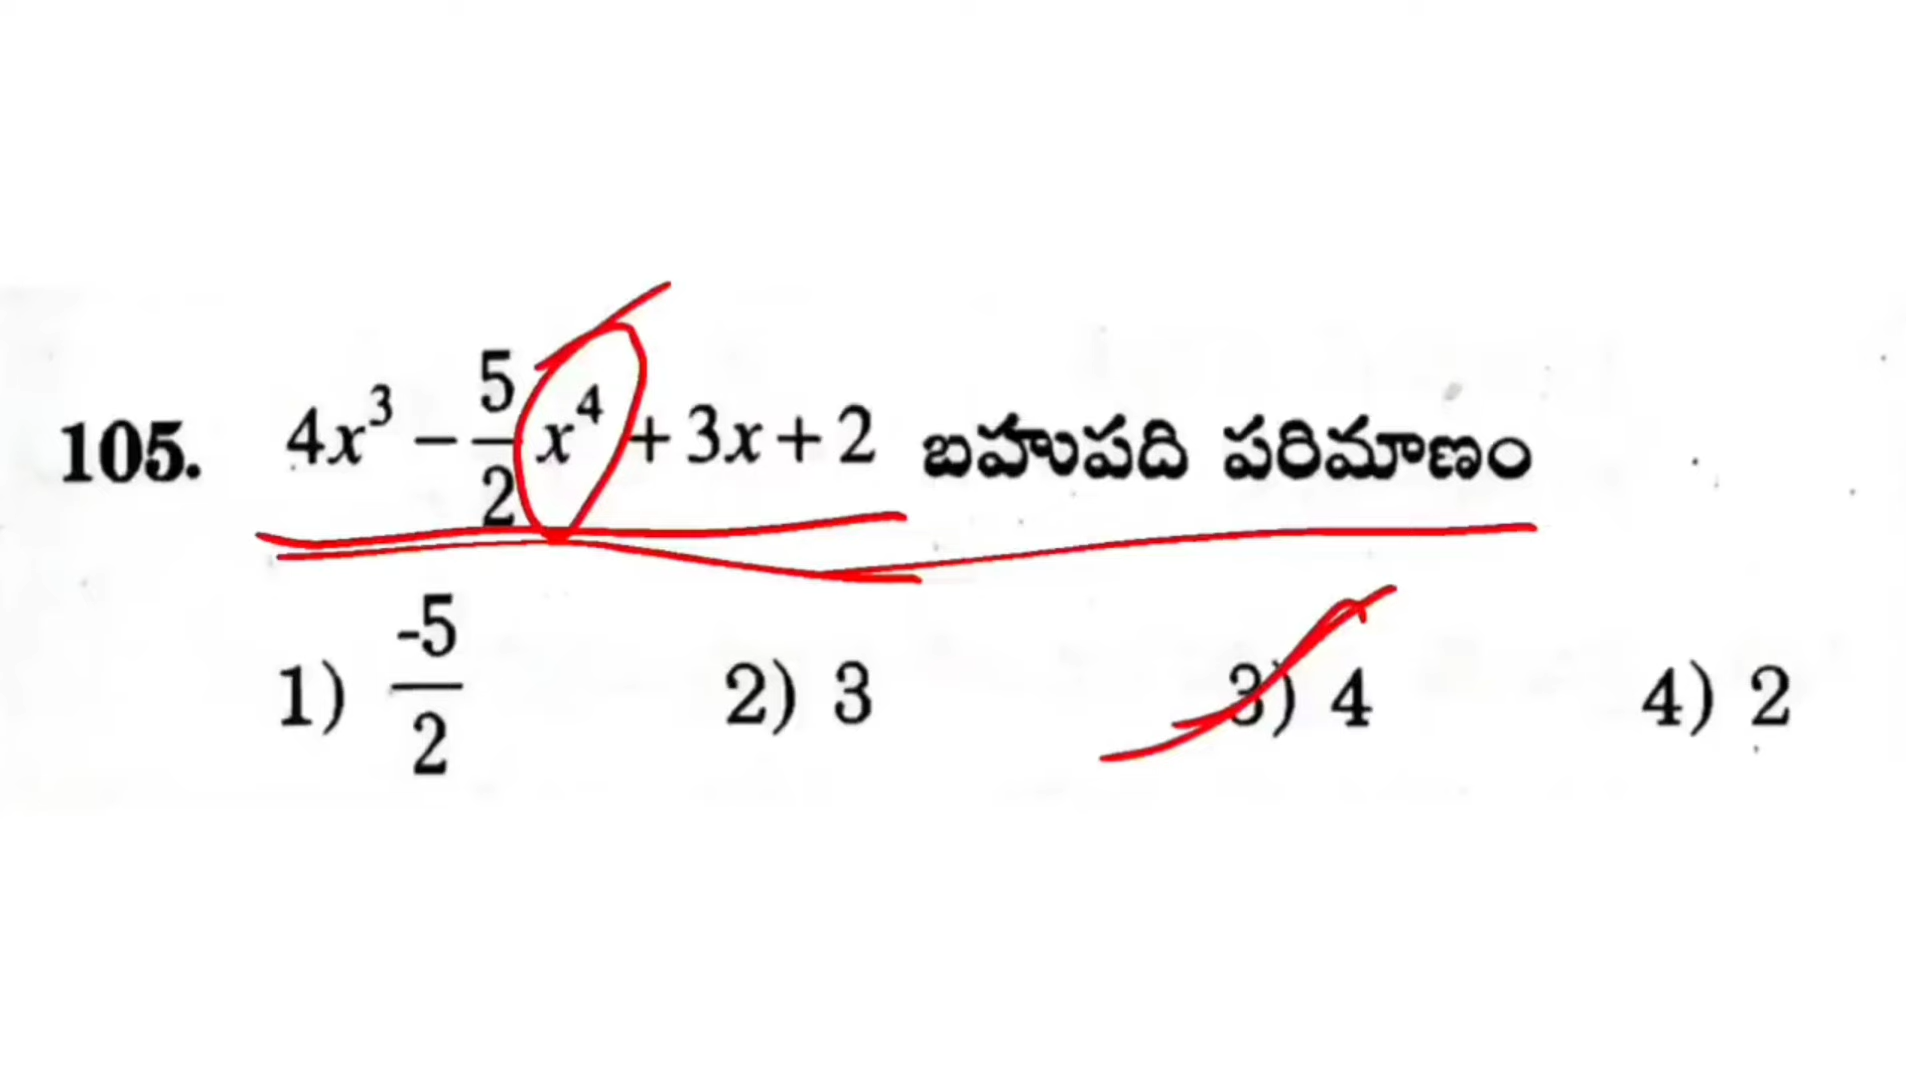 105. 4x³ − 5/2 x⁴ + 3x + 2 బహుపది పరిమాణం
1) -5/2 2) 3 3) 4 4) 2